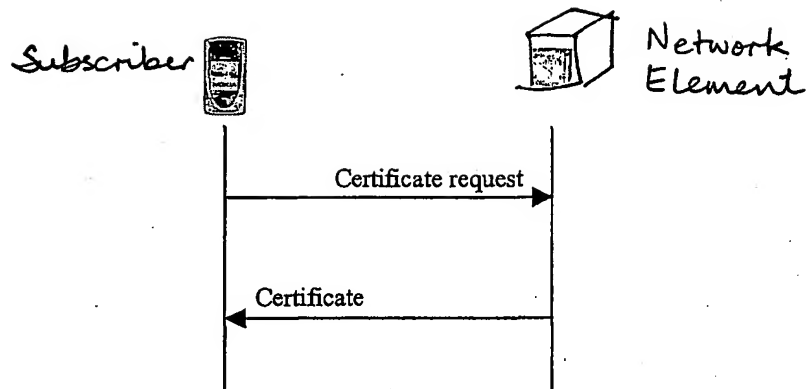 Subscriber
Network
Element
Certificate request
Certificate